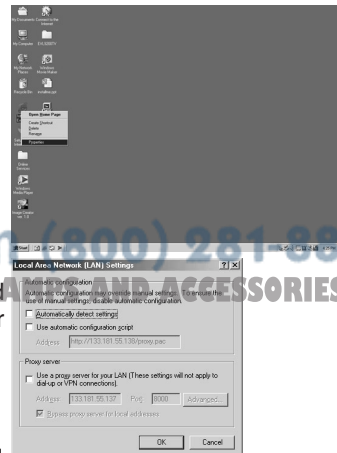 My Documents
Connect to the
Internet
My Computer
My Network
Places
Windows
Movie Maker
Recycle Bin
Open Home Page
Create Shortcut
Delete
Rename
Properties
Online
Services
Windows
Media Player
Image Creator
Start
(800) 281-88
Local Area Network (LAN) Settings
ACCESSORIES
Automatic configuration
Automatic configuration may override manual settings. To ensure the
use of manual settings, disable automatic configuration.
Automatically detect settings
Use automatic configuration script
Address http://133.181.55.138/proxy.pac
Proxy server
Use a proxy server for your LAN (These settings will not apply to
dial-up or VPN connections).
Address: 133.181.55.137 Port: 8000 Advanced...
Bypass proxy server for local addresses
OK Cancel